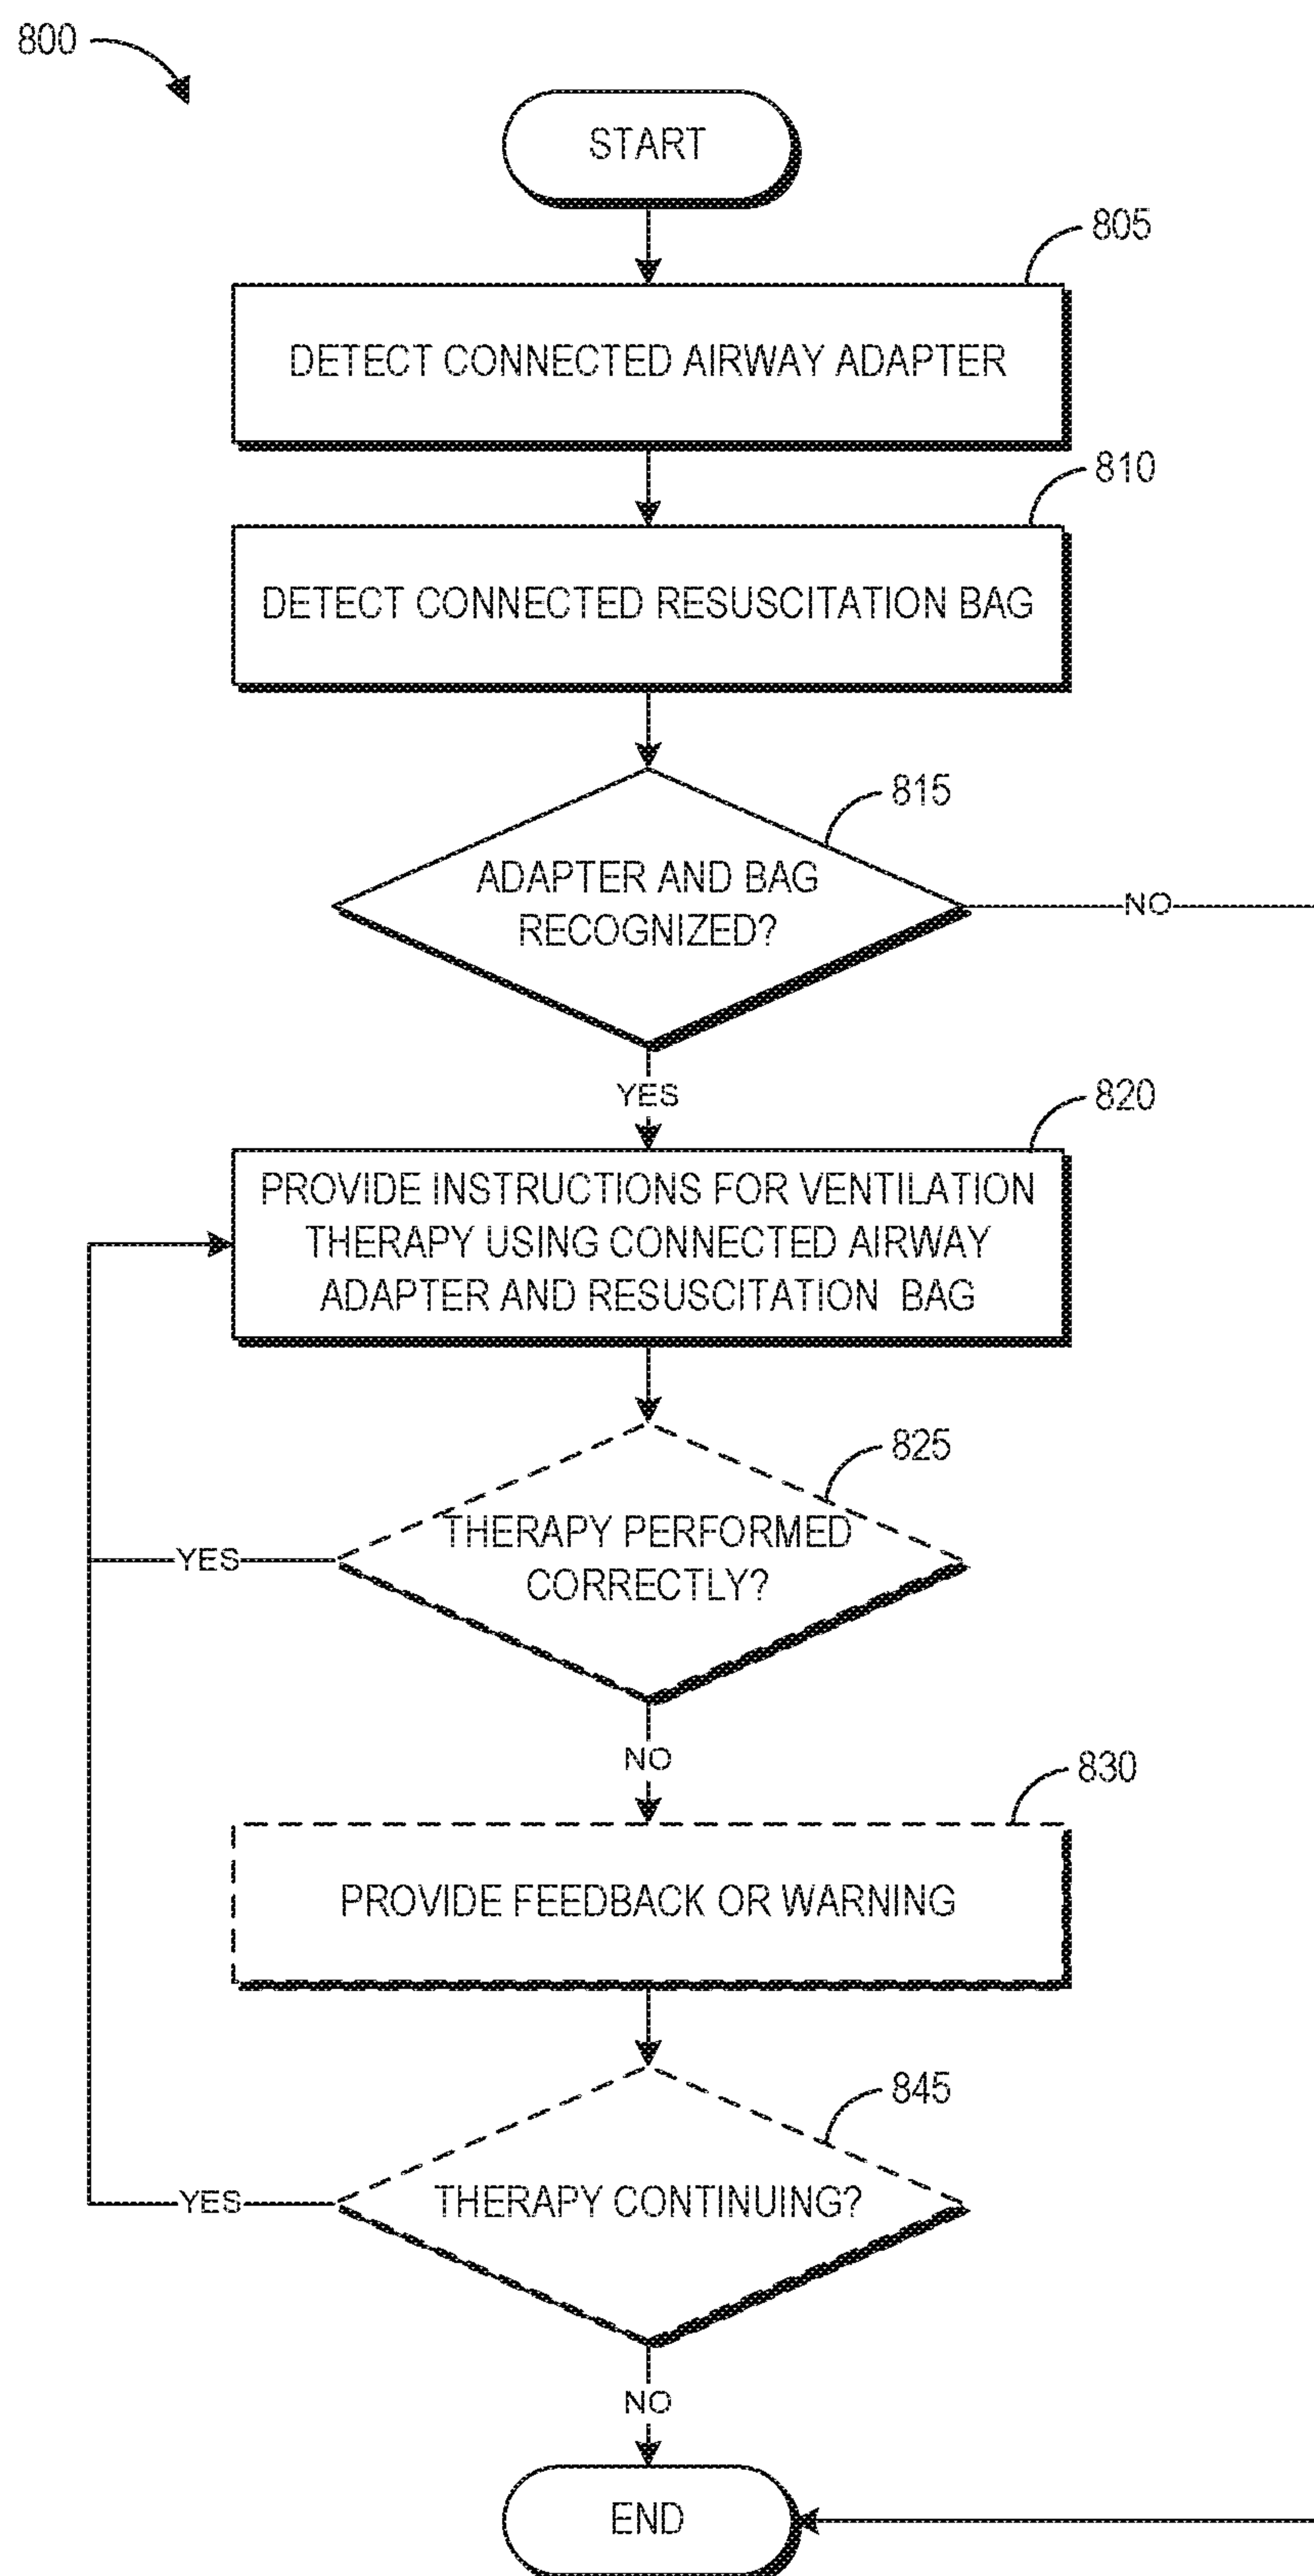 800
START
805
DETECT CONNECTED AIRWAY ADAPTER
810
DETECT CONNECTED RESUSCITATION BAG
815
ADAPTER AND BAG
RECOGNIZED?
NO
YES
820
PROVIDE INSTRUCTIONS FOR VENTILATION
THERAPY USING CONNECTED AIRWAY
ADAPTER AND RESUSCITATION BAG
825
THERAPY PERFORMED
CORRECTLY?
YES
NO
830
PROVIDE FEEDBACK OR WARNING
845
THERAPY CONTINUING?
YES
NO
END